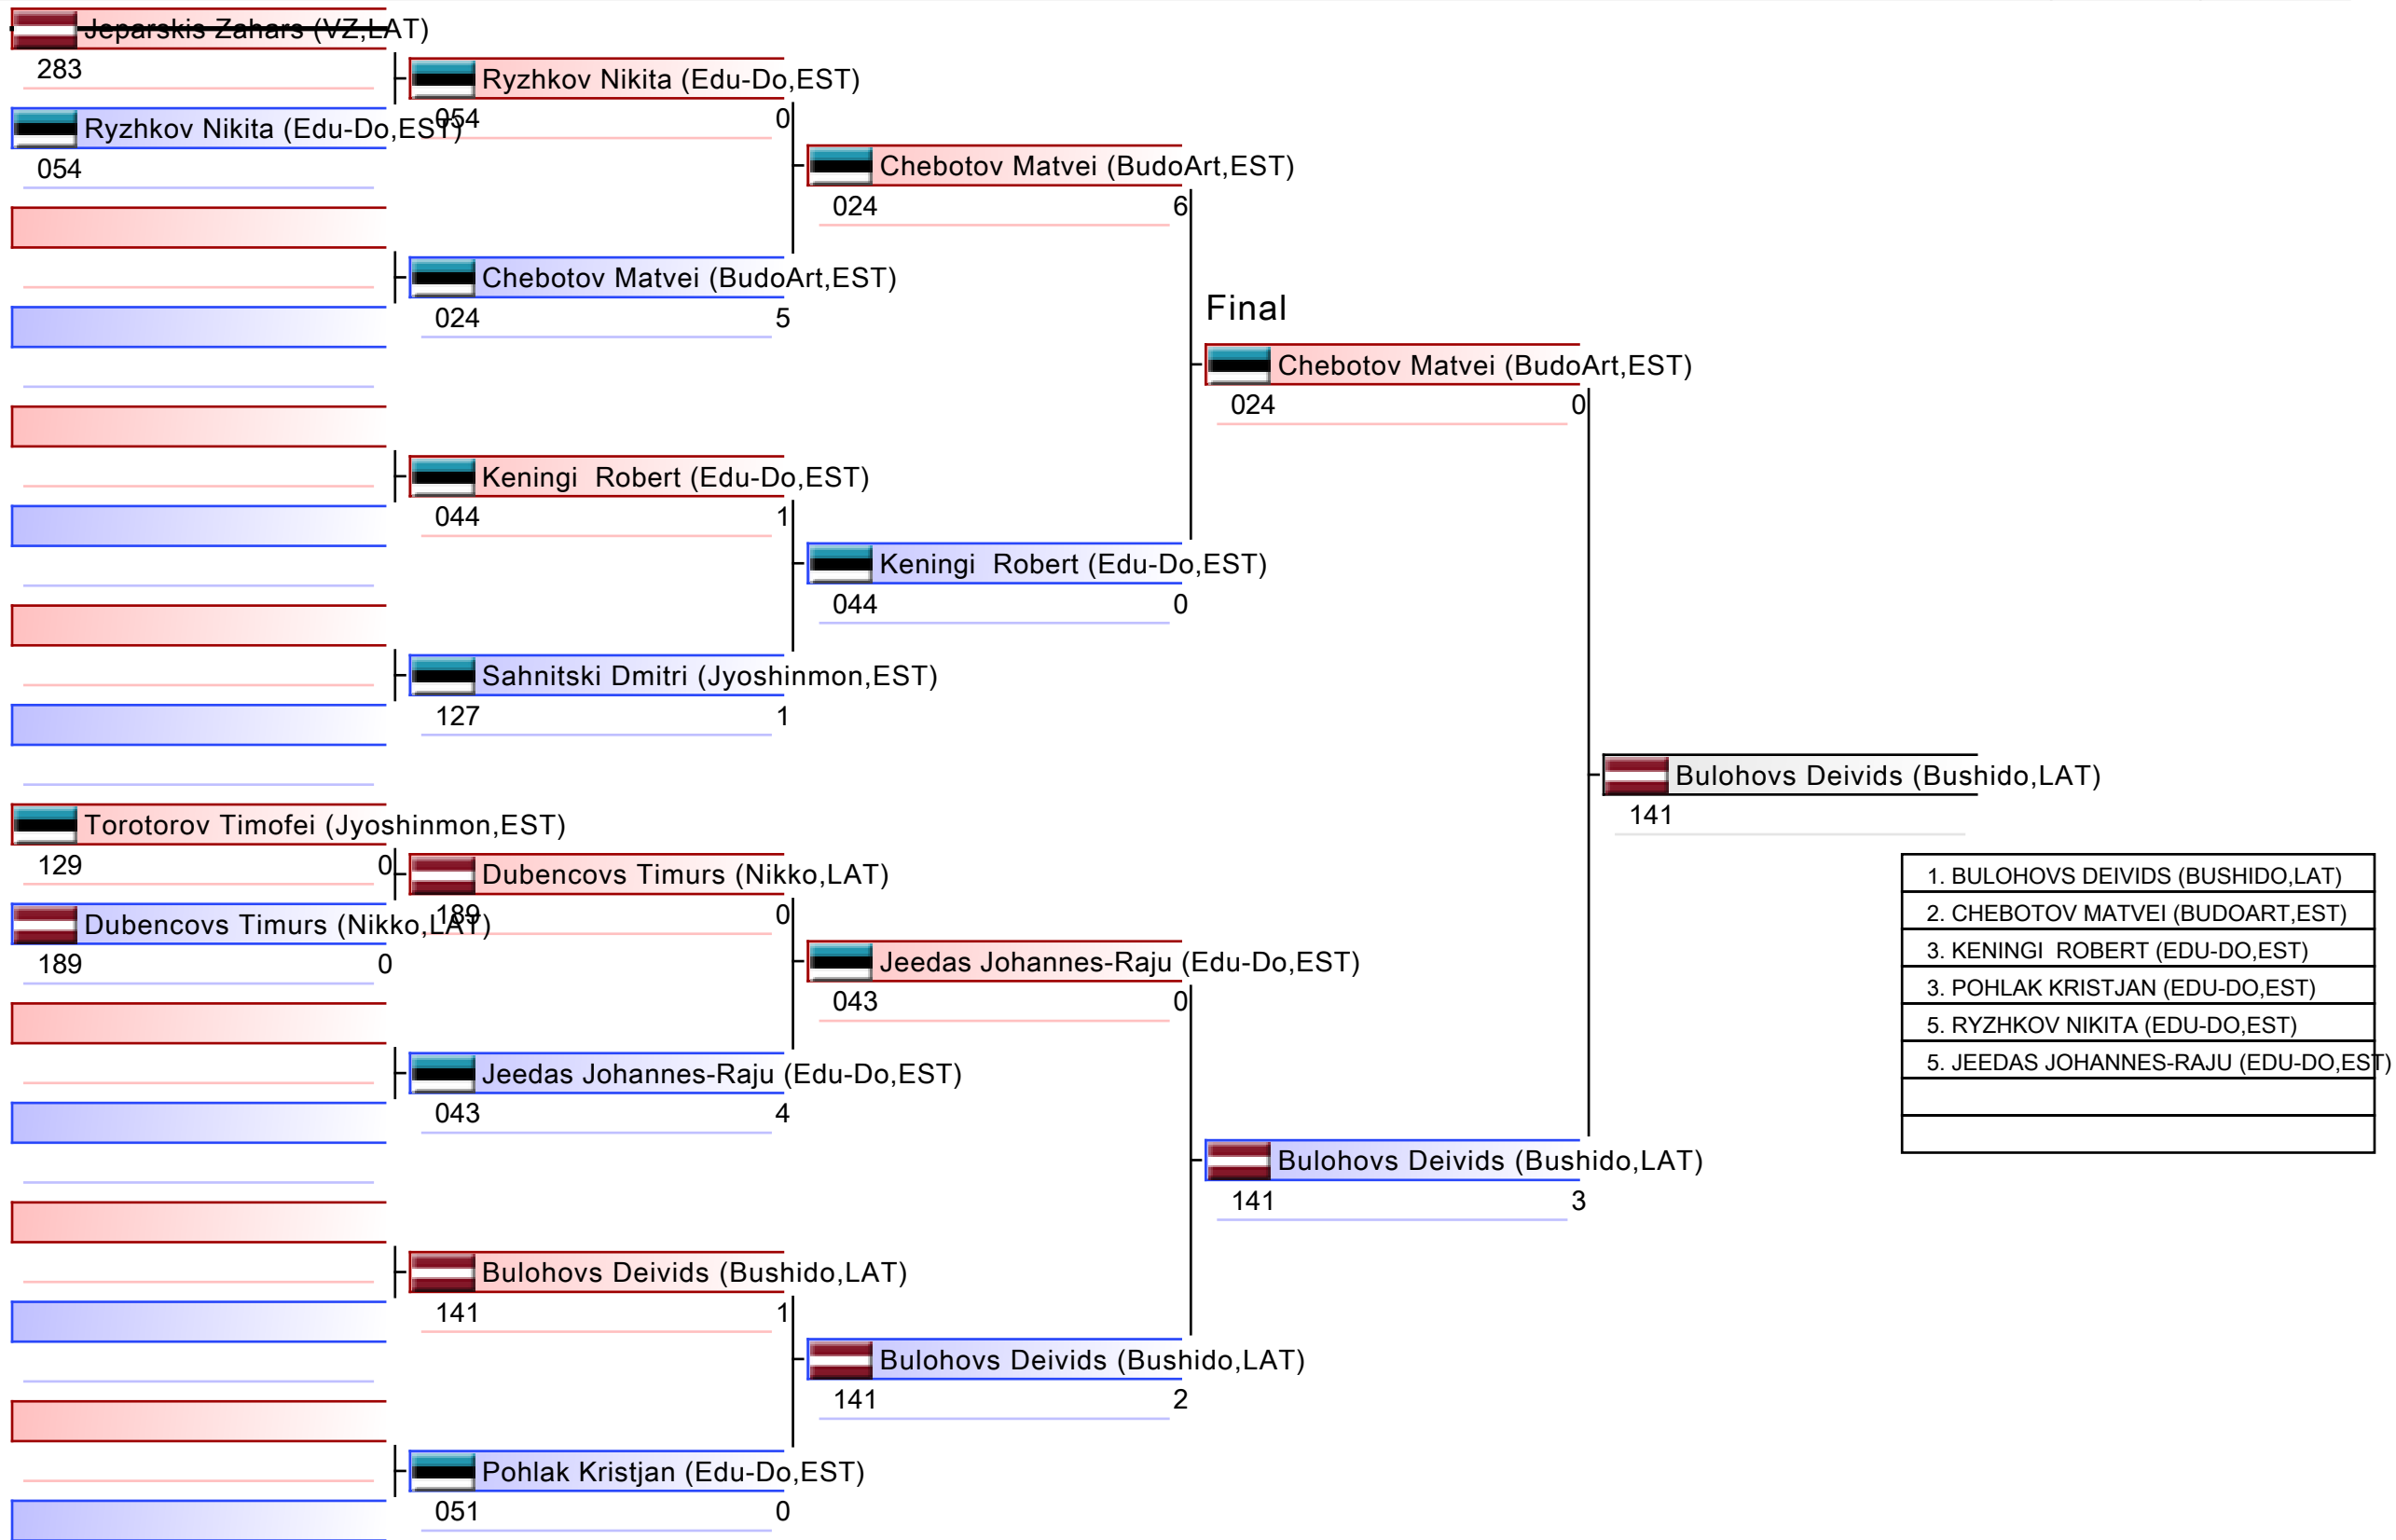 Jeparskis Zahars (VZ,LAT)
283
Ryzhkov Nikita (Edu-Do,EST)
054
Torotorov Timofei (Jyoshinmon,EST)
129 0
Dubencovs Timurs (Nikko,LAT)
189 0
Ryzhkov Nikita (Edu-Do,EST)
054 0
Chebotov Matvei (BudoArt,EST)
024 5
Keningi  Robert (Edu-Do,EST)
044 1
Sahnitski Dmitri (Jyoshinmon,EST)
127 1
Dubencovs Timurs (Nikko,LAT)
189 0
Jeedas Johannes-Raju (Edu-Do,EST)
043 4
Bulohovs Deivids (Bushido,LAT)
141 1
Pohlak Kristjan (Edu-Do,EST)
051 0
Chebotov Matvei (BudoArt,EST)
024 6
Keningi  Robert (Edu-Do,EST)
044 0
Jeedas Johannes-Raju (Edu-Do,EST)
043 0
Bulohovs Deivids (Bushido,LAT)
141 2
Final
Chebotov Matvei (BudoArt,EST)
024 0
Bulohovs Deivids (Bushido,LAT)
141 3
Bulohovs Deivids (Bushido,LAT)
141
1. BULOHOVS DEIVIDS (BUSHIDO,LAT)
2. CHEBOTOV MATVEI (BUDOART,EST)
3. KENINGI  ROBERT (EDU-DO,EST)
3. POHLAK KRISTJAN (EDU-DO,EST)
5. RYZHKOV NIKITA (EDU-DO,EST)
5. JEEDAS JOHANNES-RAJU (EDU-DO,EST)